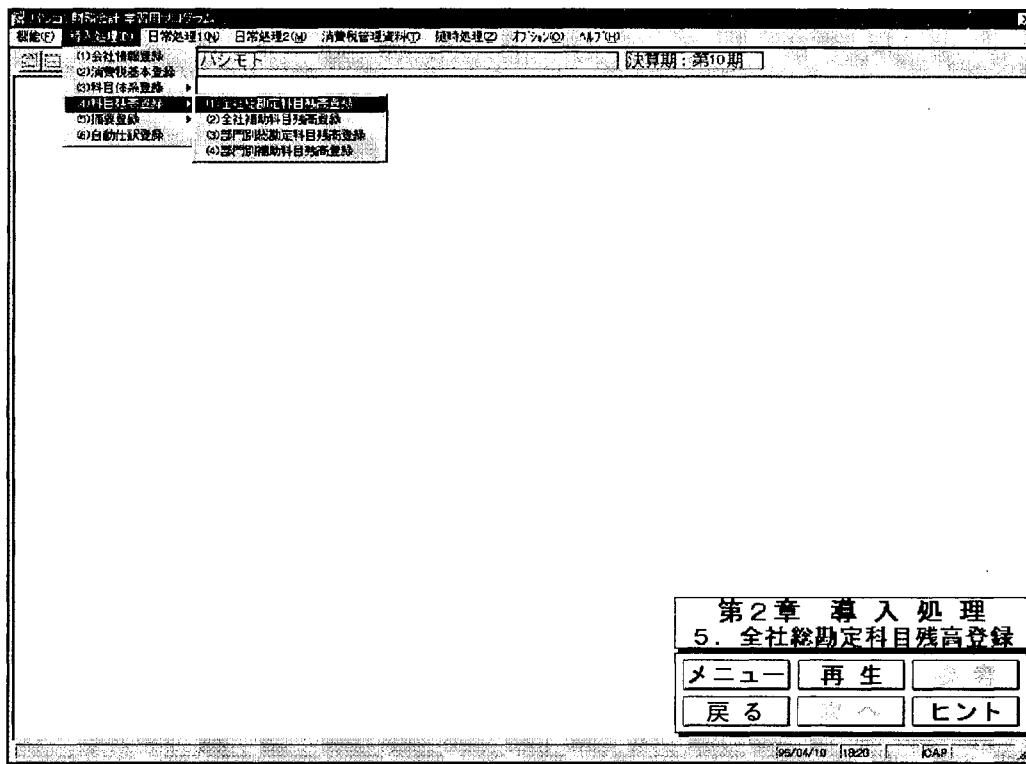 パソコン財務会計 学習用プログラム
機能(F) 導入処理(D) 日常処理1(N) 日常処理2(M) 消費税管理資料(T) 随時処理(Z) オプション(O) ヘルプ(H)
ハシモト 決算期:第10期
(1)会社情報登録
(2)消費税基本登録
(3)科目体系登録
(4)科目残高登録
(5)摘要登録
(6)自動仕訳登録
(1)全社総勘定科目残高登録
(2)全社補助科目残高登録
(3)部門別総勘定科目残高登録
(4)部門別補助科目残高登録
第2章 導入処理
5. 全社総勘定科目残高登録
メニュー 再生 参考
戻る 次へ ヒント
95/04/10 18:20 CAP